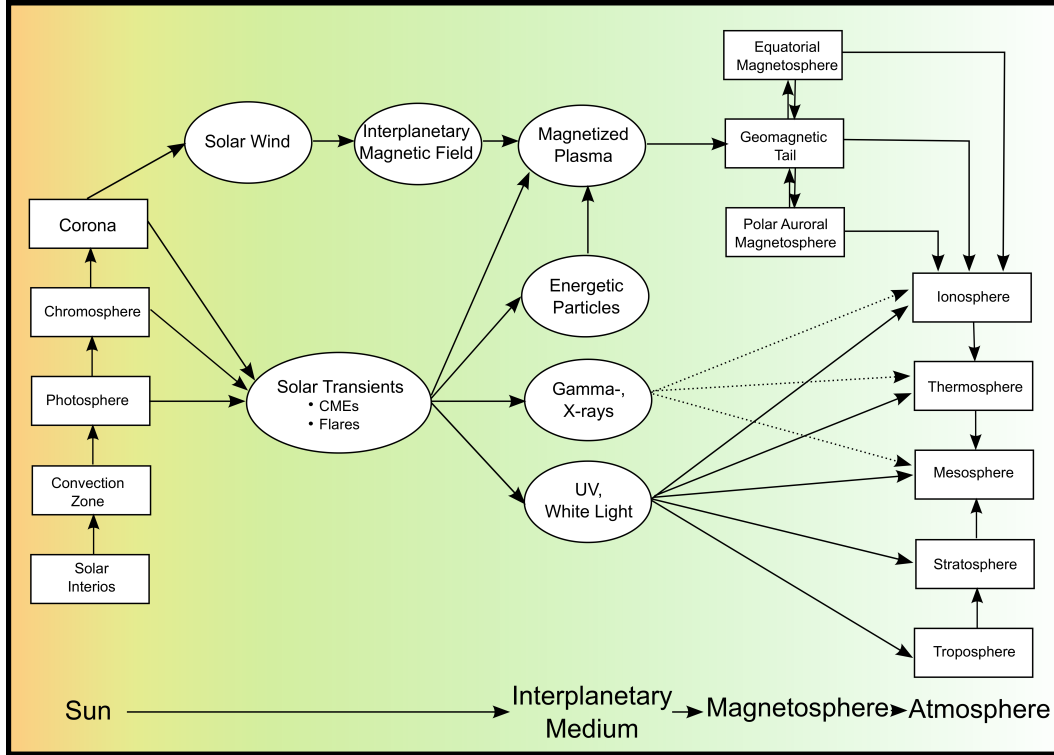 Equatorial
Magnetosphere
Solar Wind
Interplanetary
Magnetic Field
Magnetized
Plasma
Geomagnetic
Tail
Corona
Polar Auroral
Magnetosphere
Chromosphere
Energetic
Particles
Ionosphere
Photosphere
Solar Transients
• CMEs
• Flares
Gamma-,
X-rays
Thermosphere
Convection
Zone
UV,
White Light
Mesosphere
Solar
Interios
Stratosphere
Troposphere
Sun
Interplanetary
Medium
Magnetosphere
Atmosphere